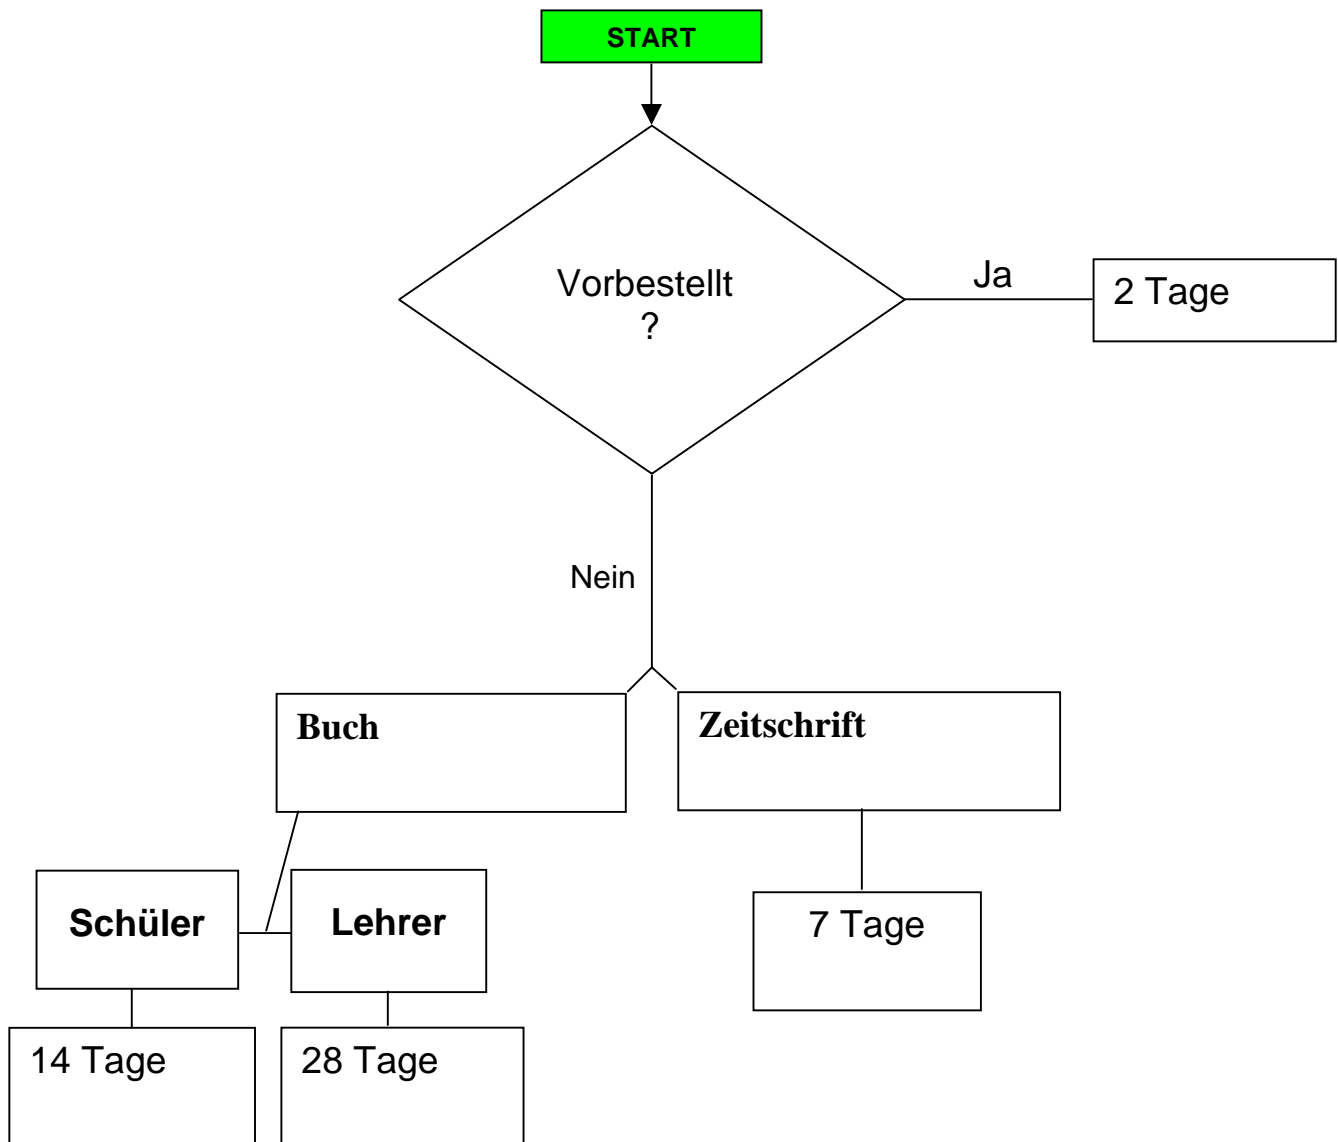 START
Vorbestellt
?
Ja
2 Tage
Nein
Buch
Zeitschrift
Schüler
Lehrer
7 Tage
14 Tage
28 Tage